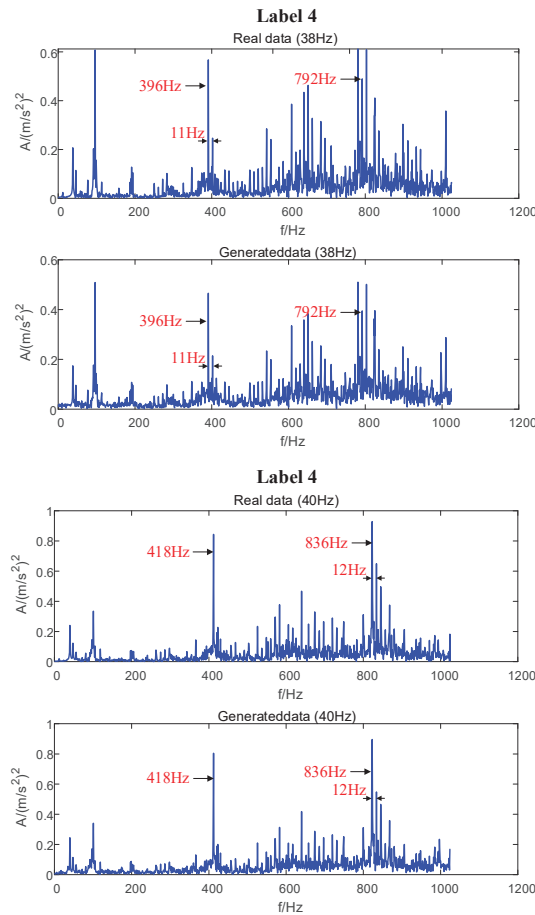 Label 4
Real data (38Hz)
0.6
0.4
0.2
0
A/(m/s²)²
396Hz
11Hz
792Hz
0 200 400 600 800 1000 1200
f/Hz
Generateddata (38Hz)
0.6
0.4
0.2
0
A/(m/s²)²
396Hz
11Hz
792Hz
0 200 400 600 800 1000 1200
f/Hz
Label 4
Real data (40Hz)
1
0.8
0.6
0.4
0.2
0
A/(m/s²)²
418Hz
836Hz
12Hz
0 200 400 600 800 1000 1200
f/Hz
Generateddata (40Hz)
1
0.8
0.6
0.4
0.2
0
A/(m/s²)²
418Hz
836Hz
12Hz
0 200 400 600 800 1000 1200
f/Hz